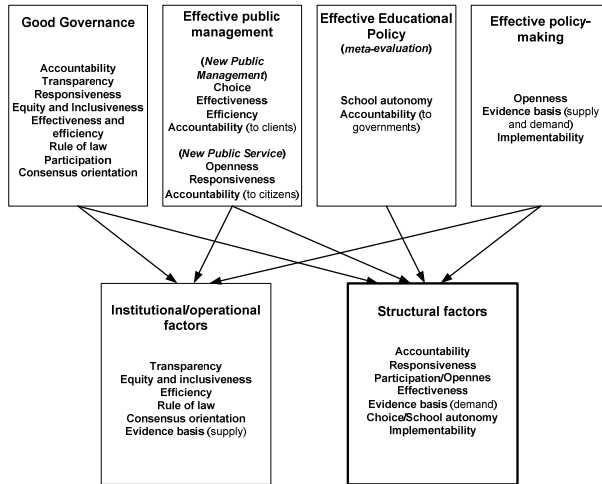 Good Governance
Accountability
Transparency
Responsiveness
Equity and Inclusiveness
Effectiveness and
efficiency
Rule of law
Participation
Consensus orientation
Effective public
management
(New Public
Management)
Choice
Effectiveness
Efficiency
Accountability (to clients)
(New Public Service)
Openness
Responsiveness
Accountability (to citizens)
Effective Educational
Policy
(meta-evaluation)
School autonomy
Accountability (to
governments)
Effective policy-
making
Openness
Evidence basis (supply
and demand)
Implementability
Institutional/operational
factors
Transparency
Equity and inclusiveness
Efficiency
Rule of law
Consensus orientation
Evidence basis (supply)
Structural factors
Accountability
Responsiveness
Participation/Opennes
Effectiveness
Evidence basis (demand)
Choice/School autonomy
Implementability